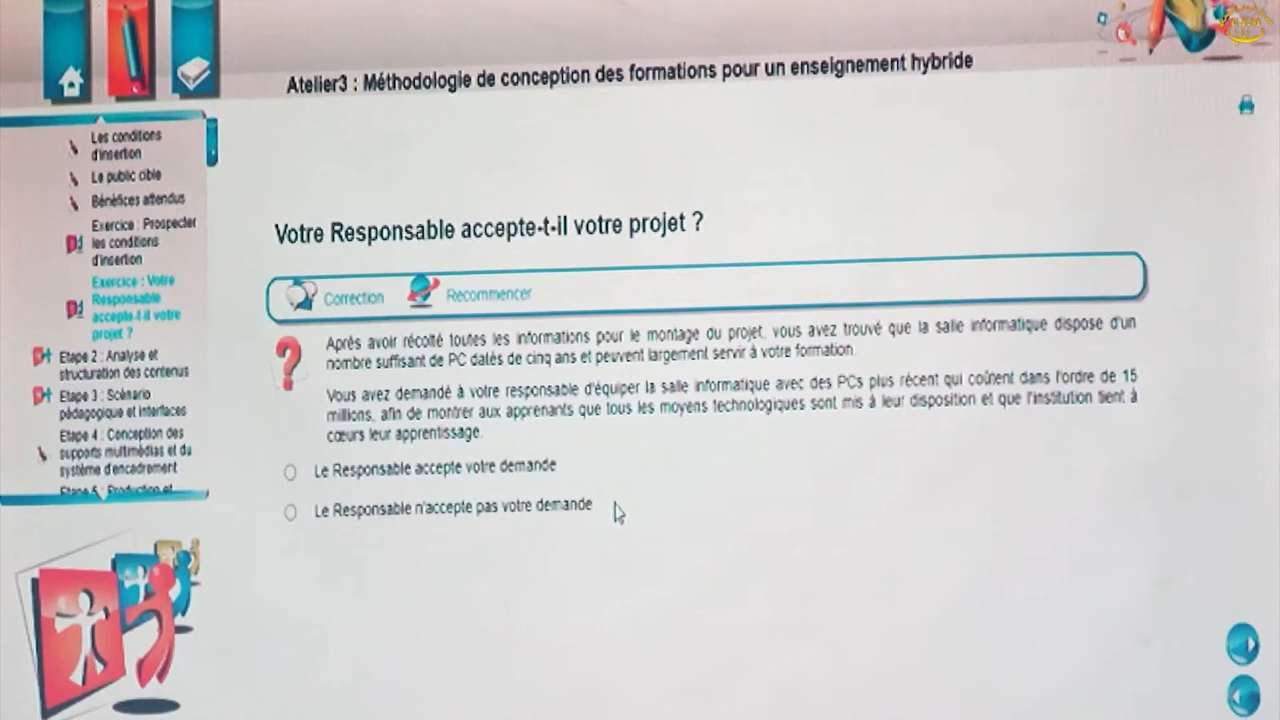 Atelier3 : Méthodologie de conception des formations pour un enseignement hybride
Les conditions
d'insertion
Le public cible
Bénéfices attendus
Exercice : Prospecter
les conditions
d'insertion
Exercice : Votre
Responsable
accepte-t-il votre
projet ?
Etape 2 : Analyse et
structuration des contenus
Etape 3 : Scénario
pédagogique et interfaces
Etape 4 : Conception des
supports multimédias et du
système d'encadrement
Etape 5 : Production et
Votre Responsable accepte-t-il votre projet ?
Correction
Recommencer
Après avoir récolté toutes les informations pour le montage du projet, vous avez trouvé que la salle informatique dispose d'un
nombre suffisant de PC datés de cinq ans et peuvent largement servir à votre formation.
Vous avez demandé à votre responsable d'équiper la salle informatique avec des PCs plus récent qui coûtent dans l'ordre de 15
millions, afin de montrer aux apprenants que tous les moyens technologiques sont mis à leur disposition et que l'institution tient à
cœurs leur apprentissage.
Le Responsable accepte votre demande
Le Responsable n'accepte pas votre demande